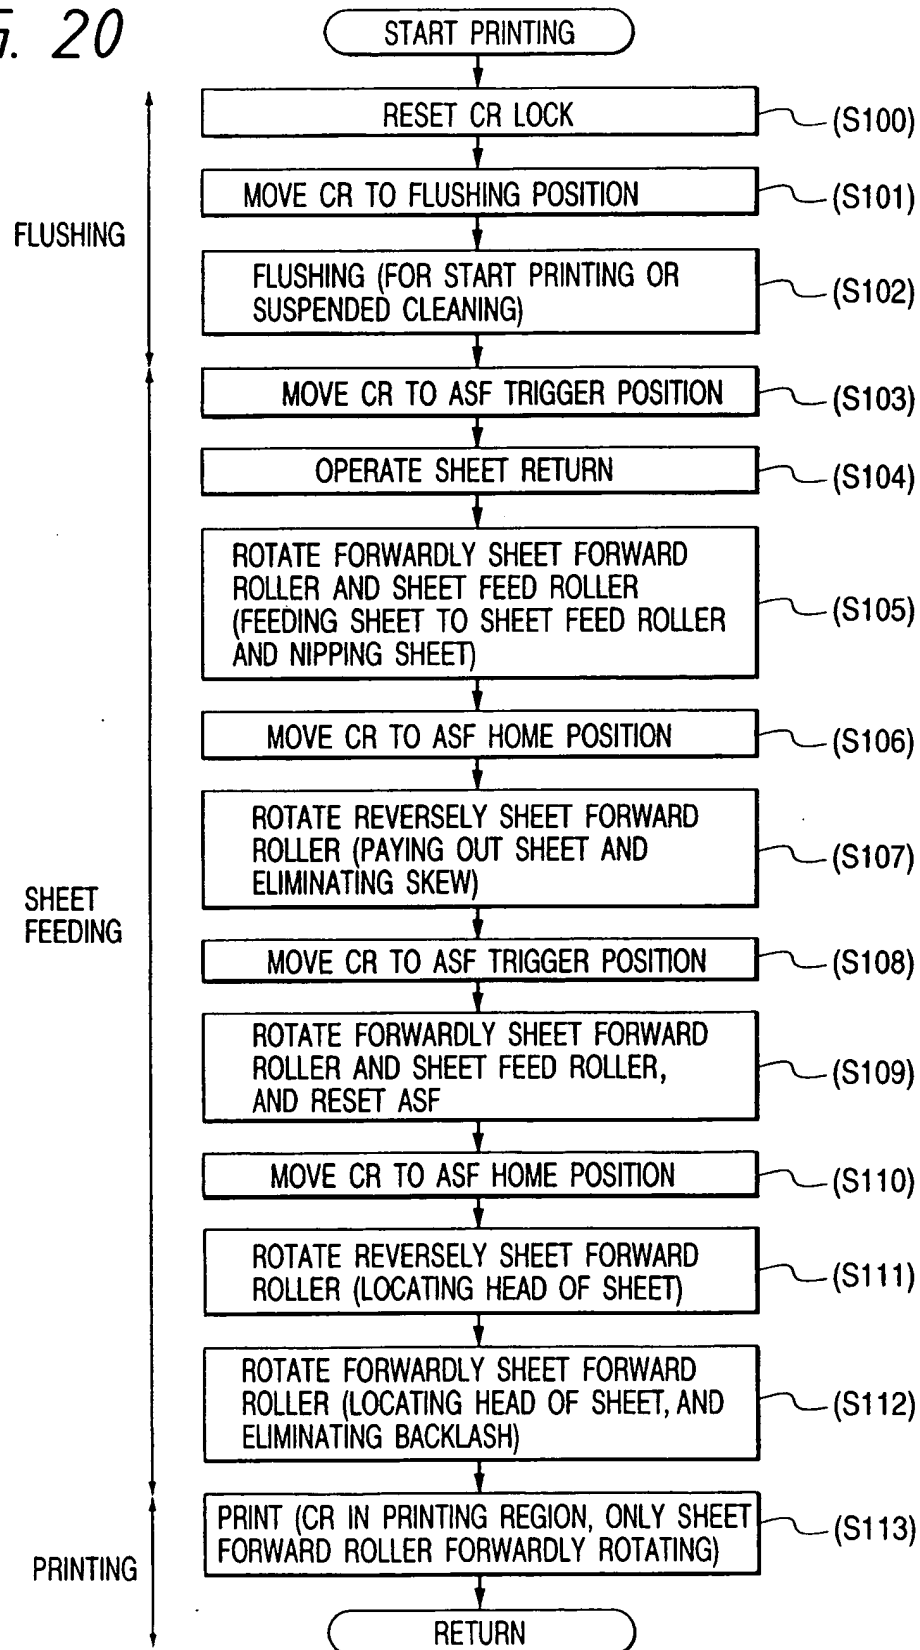 G. 20
START PRINTING
RESET CR LOCK
(S100)
MOVE CR TO FLUSHING POSITION
(S101)
FLUSHING
FLUSHING (FOR START PRINTING OR
SUSPENDED CLEANING)
(S102)
MOVE CR TO ASF TRIGGER POSITION
(S103)
OPERATE SHEET RETURN
(S104)
ROTATE FORWARDLY SHEET FORWARD
ROLLER AND SHEET FEED ROLLER
(FEEDING SHEET TO SHEET FEED ROLLER
AND NIPPING SHEET)
(S105)
MOVE CR TO ASF HOME POSITION
(S106)
ROTATE REVERSELY SHEET FORWARD
ROLLER (PAYING OUT SHEET AND
ELIMINATING SKEW)
(S107)
SHEET
FEEDING
MOVE CR TO ASF TRIGGER POSITION
(S108)
ROTATE FORWARDLY SHEET FORWARD
ROLLER AND SHEET FEED ROLLER,
AND RESET ASF
(S109)
MOVE CR TO ASF HOME POSITION
(S110)
ROTATE REVERSELY SHEET FORWARD
ROLLER (LOCATING HEAD OF SHEET)
(S111)
ROTATE FORWARDLY SHEET FORWARD
ROLLER (LOCATING HEAD OF SHEET, AND
ELIMINATING BACKLASH)
(S112)
PRINT (CR IN PRINTING REGION, ONLY SHEET
FORWARD ROLLER FORWARDLY ROTATING)
(S113)
PRINTING
RETURN